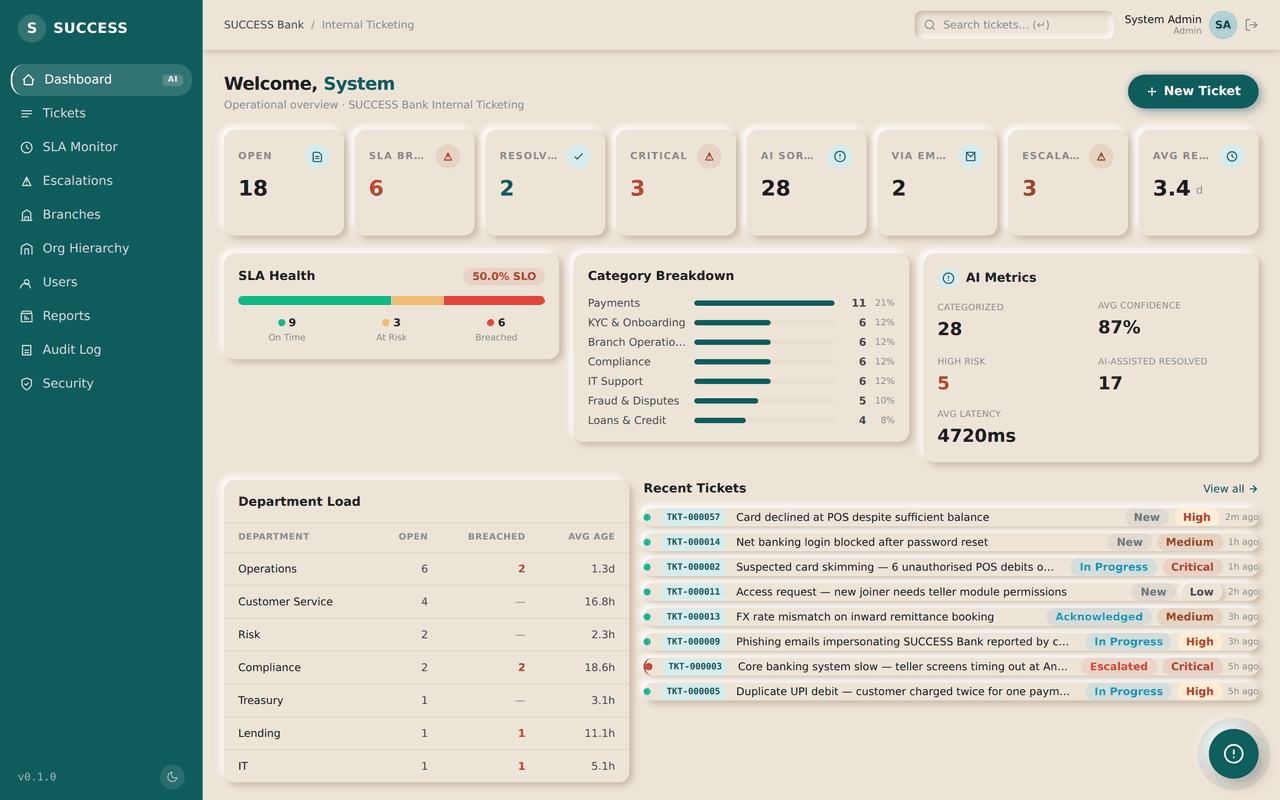 S SUCCESS
Dashboard AI
Tickets
SLA Monitor
Escalations
Branches
Org Hierarchy
Users
Reports
Audit Log
Security
v0.1.0
SUCCESS Bank / Internal Ticketing
Search tickets... (↵)
System Admin
Admin
SA
Welcome, System
Operational overview · SUCCESS Bank Internal Ticketing
+ New Ticket
OPEN
18
SLA BR...
6
RESOLV...
2
CRITICAL
3
AI SOR...
28
VIA EM...
2
ESCALA...
3
AVG RE...
3.4 d
SLA Health
50.0% SLO
9
On Time
3
At Risk
6
Breached
Category Breakdown
Payments 11 21%
KYC & Onboarding 6 12%
Branch Operatio... 6 12%
Compliance 6 12%
IT Support 6 12%
Fraud & Disputes 5 10%
Loans & Credit 4 8%
AI Metrics
CATEGORIZED
28
AVG CONFIDENCE
87%
HIGH RISK
5
AI-ASSISTED RESOLVED
17
AVG LATENCY
4720ms
Department Load
DEPARTMENT OPEN BREACHED AVG AGE
Operations 6 2 1.3d
Customer Service 4 — 16.8h
Risk 2 — 2.3h
Compliance 2 2 18.6h
Treasury 1 — 3.1h
Lending 1 1 11.1h
IT 1 1 5.1h
Recent Tickets
View all →
TKT-000057 Card declined at POS despite sufficient balance New High 2m ago
TKT-000014 Net banking login blocked after password reset New Medium 1h ago
TKT-000002 Suspected card skimming — 6 unauthorised POS debits o... In Progress Critical 1h ago
TKT-000011 Access request — new joiner needs teller module permissions New Low 2h ago
TKT-000013 FX rate mismatch on inward remittance booking Acknowledged Medium 3h ago
TKT-000009 Phishing emails impersonating SUCCESS Bank reported by c... In Progress High 3h ago
TKT-000003 Core banking system slow — teller screens timing out at An... Escalated Critical 5h ago
TKT-000005 Duplicate UPI debit — customer charged twice for one paym... In Progress High 5h ago